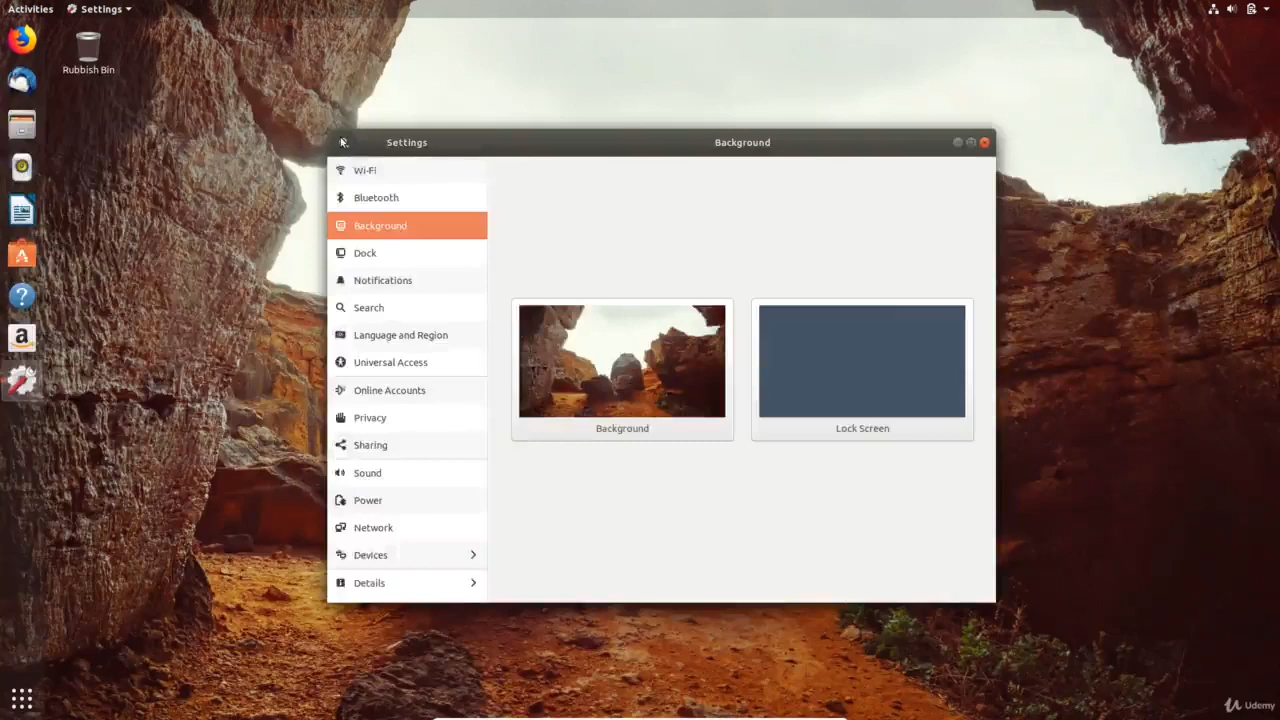 Activities
Settings
Rubbish Bin
Settings
Background
Wi-Fi
Bluetooth
Background
Dock
Notifications
Search
Language and Region
Universal Access
Online Accounts
Privacy
Sharing
Sound
Power
Network
Devices
Details
Background
Lock Screen
Udemy